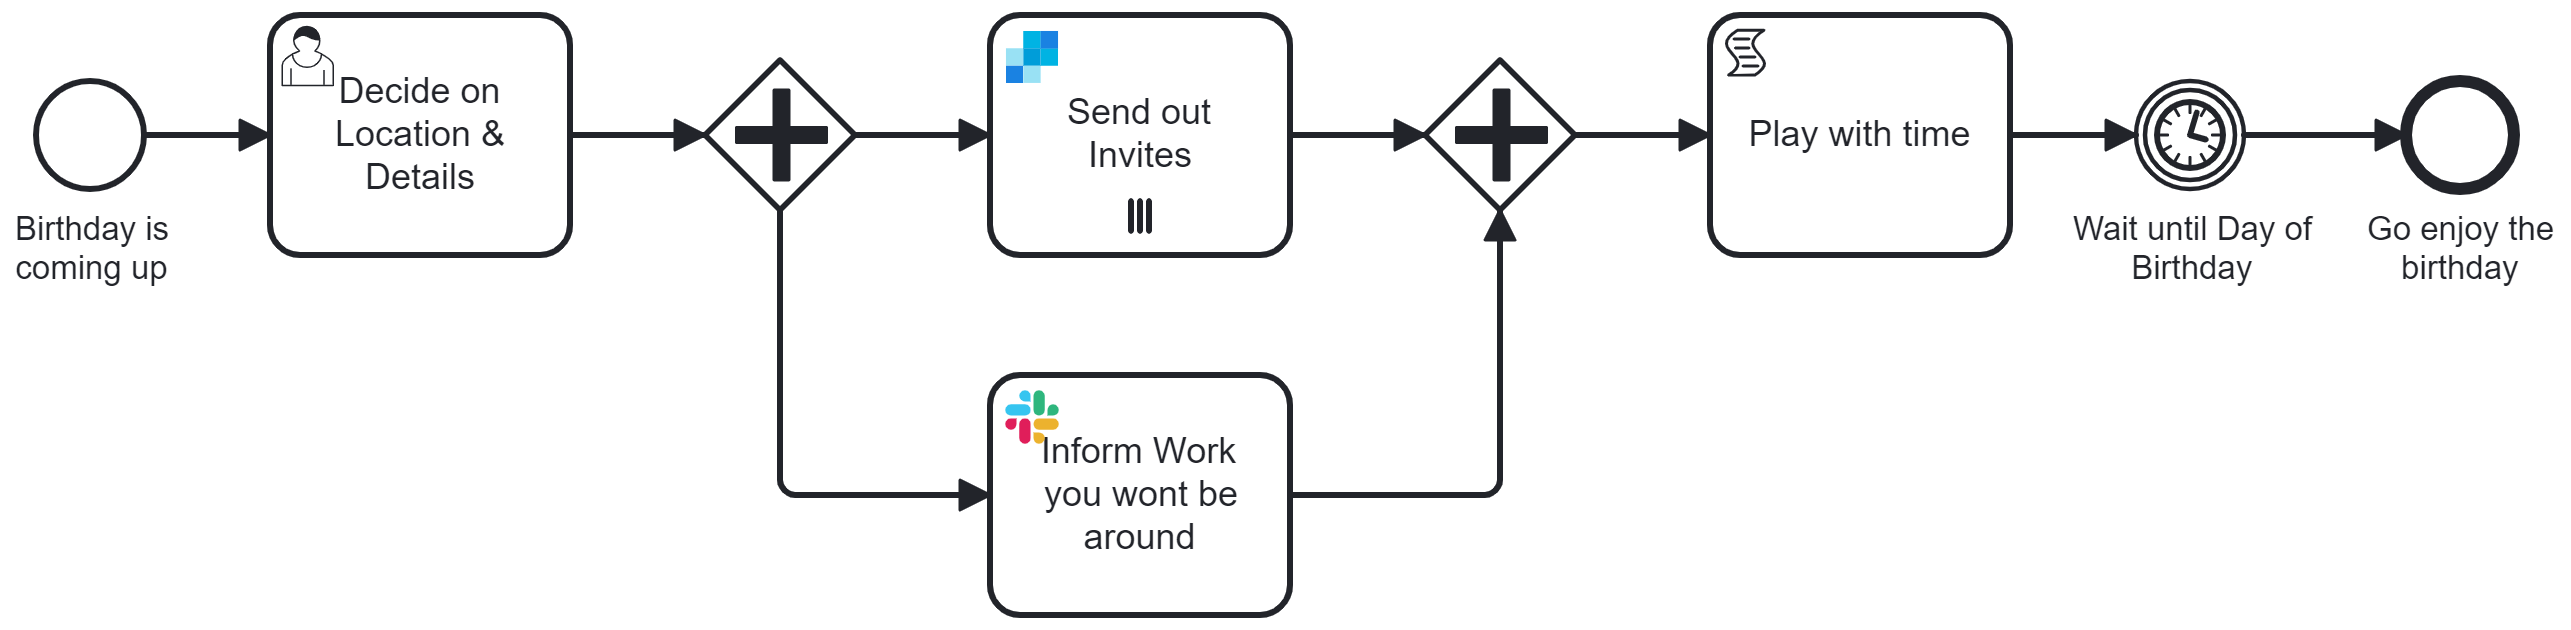 Birthday is
coming up
Decide on
Location &
Details
Send out
Invites
Inform Work
you wont be
around
Play with time
Wait until Day of
Birthday
Go enjoy the
birthday